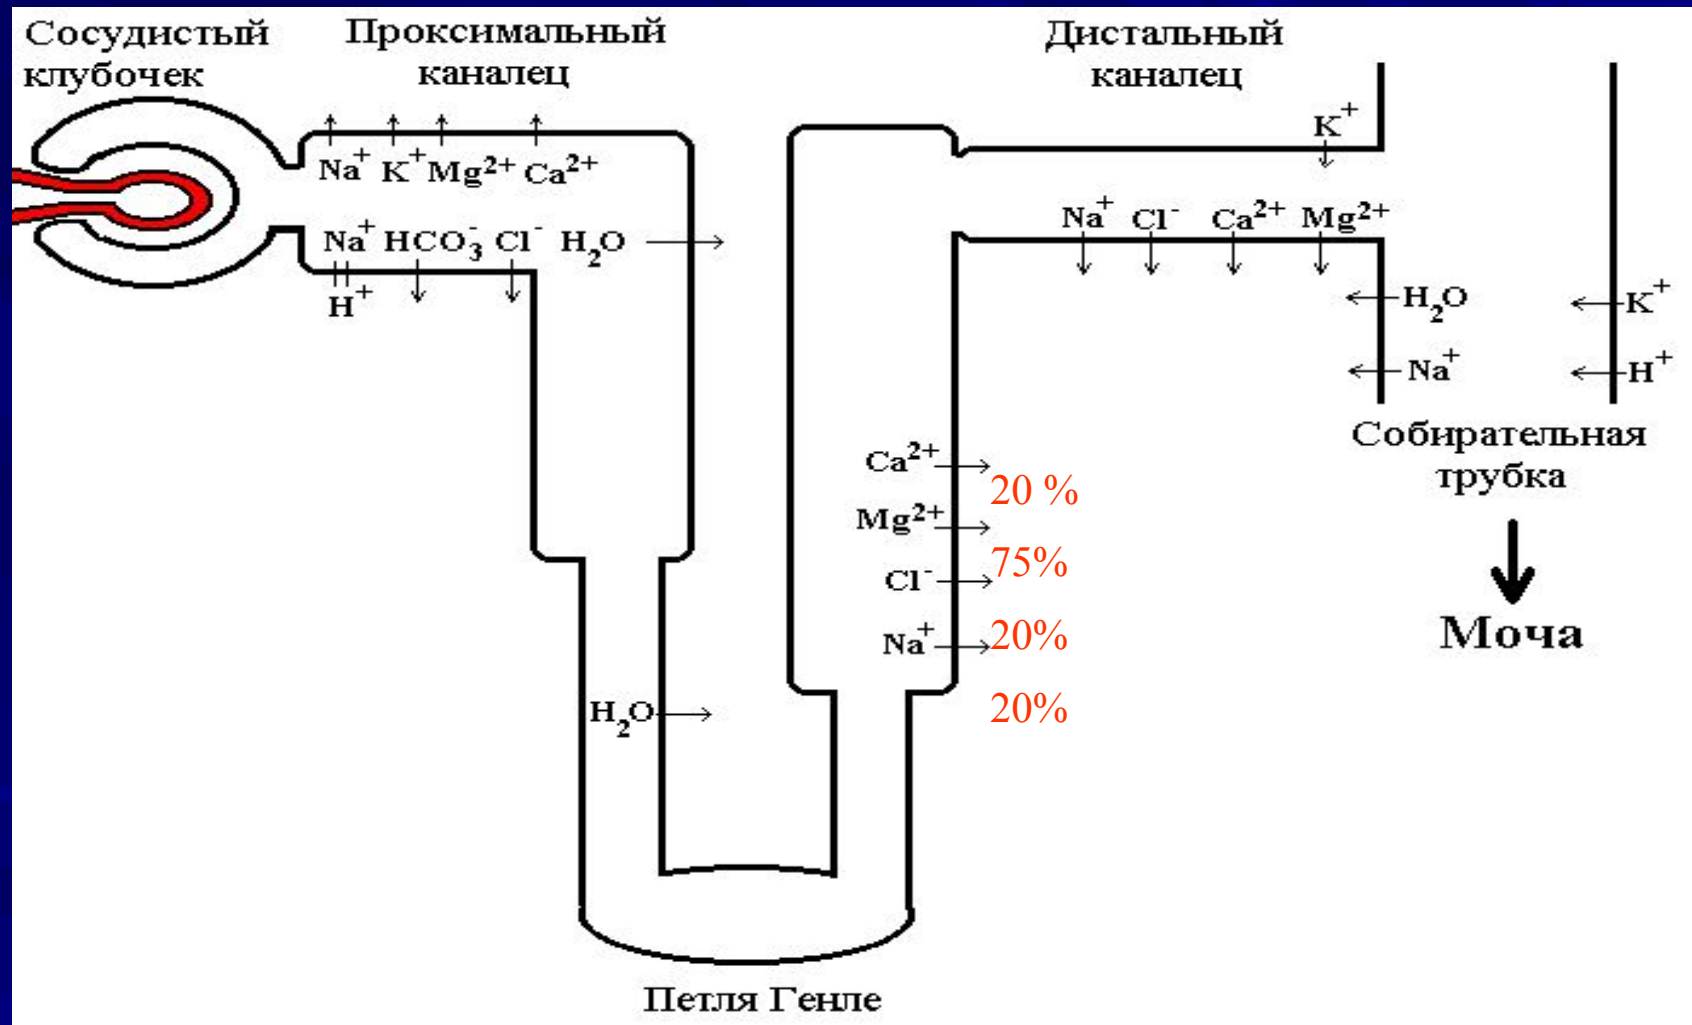 Сосудистый
клубочек
Проксимальный
каналец
Дистальный
каналец
Na⁺ K⁺ Mg²⁺ Ca²⁺
Na⁺ HCO₃⁻ Cl⁻ H₂O
H⁺
K⁺
Na⁺ Cl⁻ Ca²⁺ Mg²⁺
H₂O
K⁺
Na⁺
H⁺
Собирательная
трубка
Моча
Ca²⁺
20 %
Mg²⁺
75%
Cl⁻
20%
Na⁺
20%
H₂O
Петля Генле